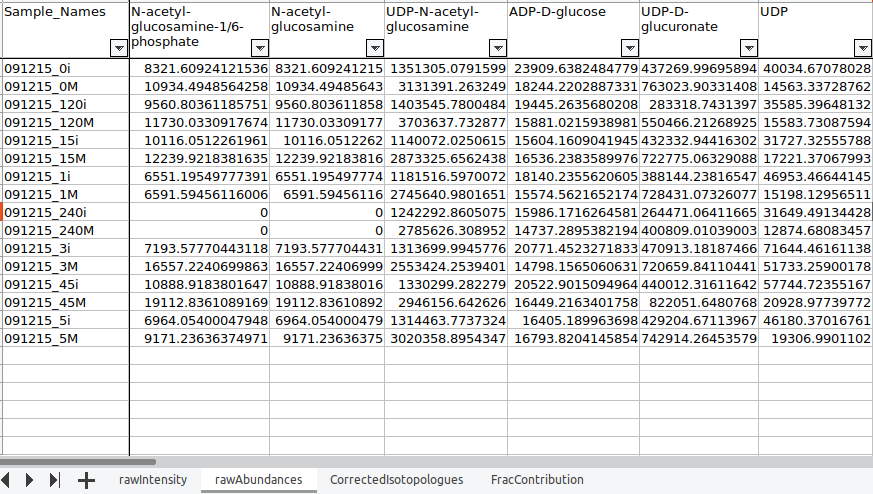 Sample_Names N-acetyl-glucosamine-1/6-phosphate N-acetyl-glucosamine UDP-N-acetyl-glucosamine ADP-D-glucose UDP-D-glucuronate UDP
091215_0i 8321.60924121536 8321.609241215 1351305.0791599 23909.6382484779 437269.99695894 40034.67078028
091215_0M 10934.4948564258 10934.49485643 3131391.263249 18244.2202887331 763023.90331408 14563.33728762
091215_120i 9560.80361185751 9560.803611858 1403545.7800484 19445.2635680208 283318.7431397 35585.39648132
091215_120M 11730.0330917674 11730.03309177 3703637.732877 15881.0215938981 550466.21268925 15583.73087594
091215_15i 10116.0512261961 10116.0512262 1140072.0250615 15604.1609041945 432332.94416302 31727.32555788
091215_15M 12239.9218381635 12239.92183816 2873325.6562438 16536.2383589976 722775.06329088 17221.37067993
091215_1i 6551.19549777391 6551.195497774 1181516.5970072 18140.2355620605 388144.23816547 46953.46644145
091215_1M 6591.59456116006 6591.59456116 2745640.9801651 15574.5621652174 728431.07326077 15198.12956511
091215_240i 0 0 1242292.8605075 15986.1716264581 264471.06411665 31649.49134428
091215_240M 0 0 2785626.308952 14737.2895382194 400809.01039003 12874.68083457
091215_3i 7193.57770443118 7193.577704431 1313699.9945776 20771.4523271833 470913.18187466 71644.46161138
091215_3M 16557.2240699863 16557.22406999 2553424.2539401 14798.1565060631 720659.84110441 51733.25900178
091215_45i 10888.9183801647 10888.91838016 1330299.282279 20522.9015094964 440012.31611642 57744.72355167
091215_45M 19112.8361089169 19112.83610892 2946156.642626 16449.2163401758 822051.6480768 20928.97739772
091215_5i 6964.05400047948 6964.054000479 1314463.7737324 16405.189963698 429204.67113967 46180.37016761
091215_5M 9171.23636374971 9171.23636375 3020358.8954347 16793.8204145854 742914.26453579 19306.9901102
rawIntensity rawAbundances CorrectedIsotopologues FracContribution